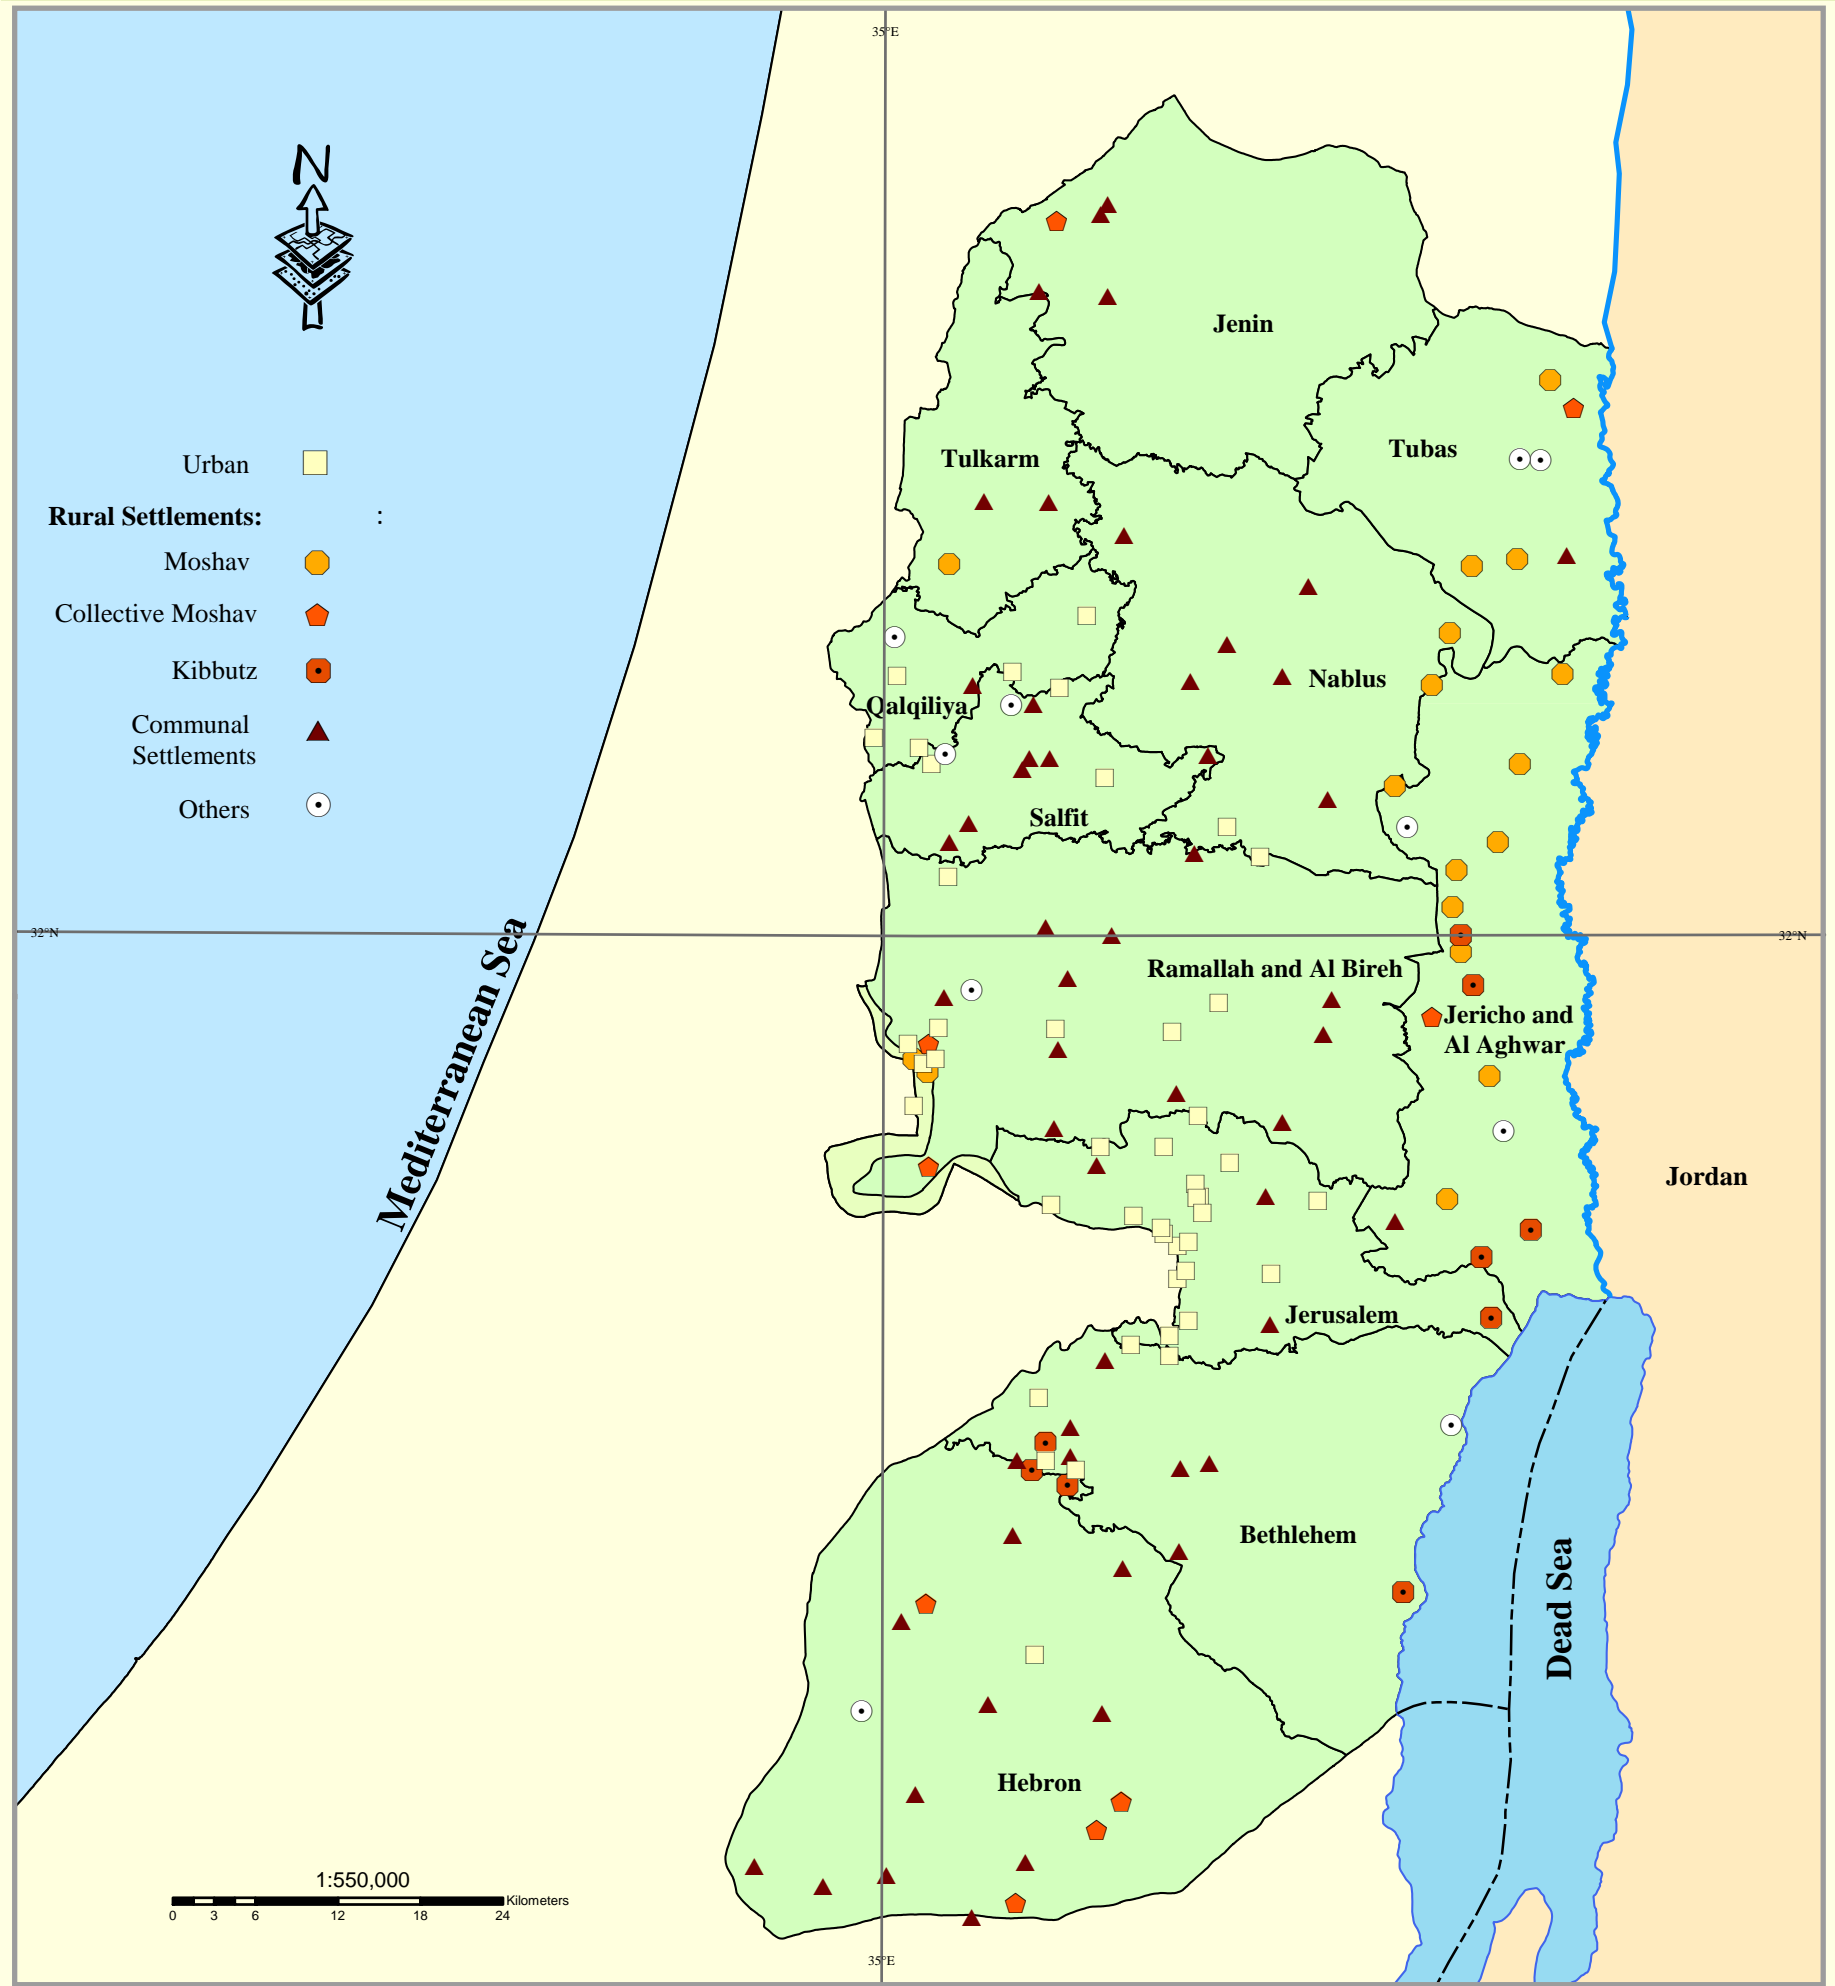 35°E
N
Jenin
Tulkarm
Tubas
Urban
Rural Settlements: :
Moshav
Collective Moshav
Kibbutz
Communal
Settlements
Others
Nablus
Qalqiliya
Salfit
32°N
32°N
Mediterranean Sea
Ramallah and Al Bireh
Jericho and
Al Aghwar
Jordan
Jerusalem
Bethlehem
Dead Sea
Hebron
1:550,000
Kilometers
0 3 6 12 18 24
35°E